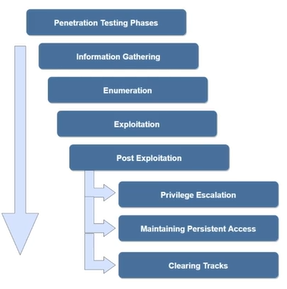 Penetration Testing Phases
Information Gathering
Enumeration
Exploitation
Post Exploitation
Privilege Escalation
Maintaining Persistent Access
Clearing Tracks